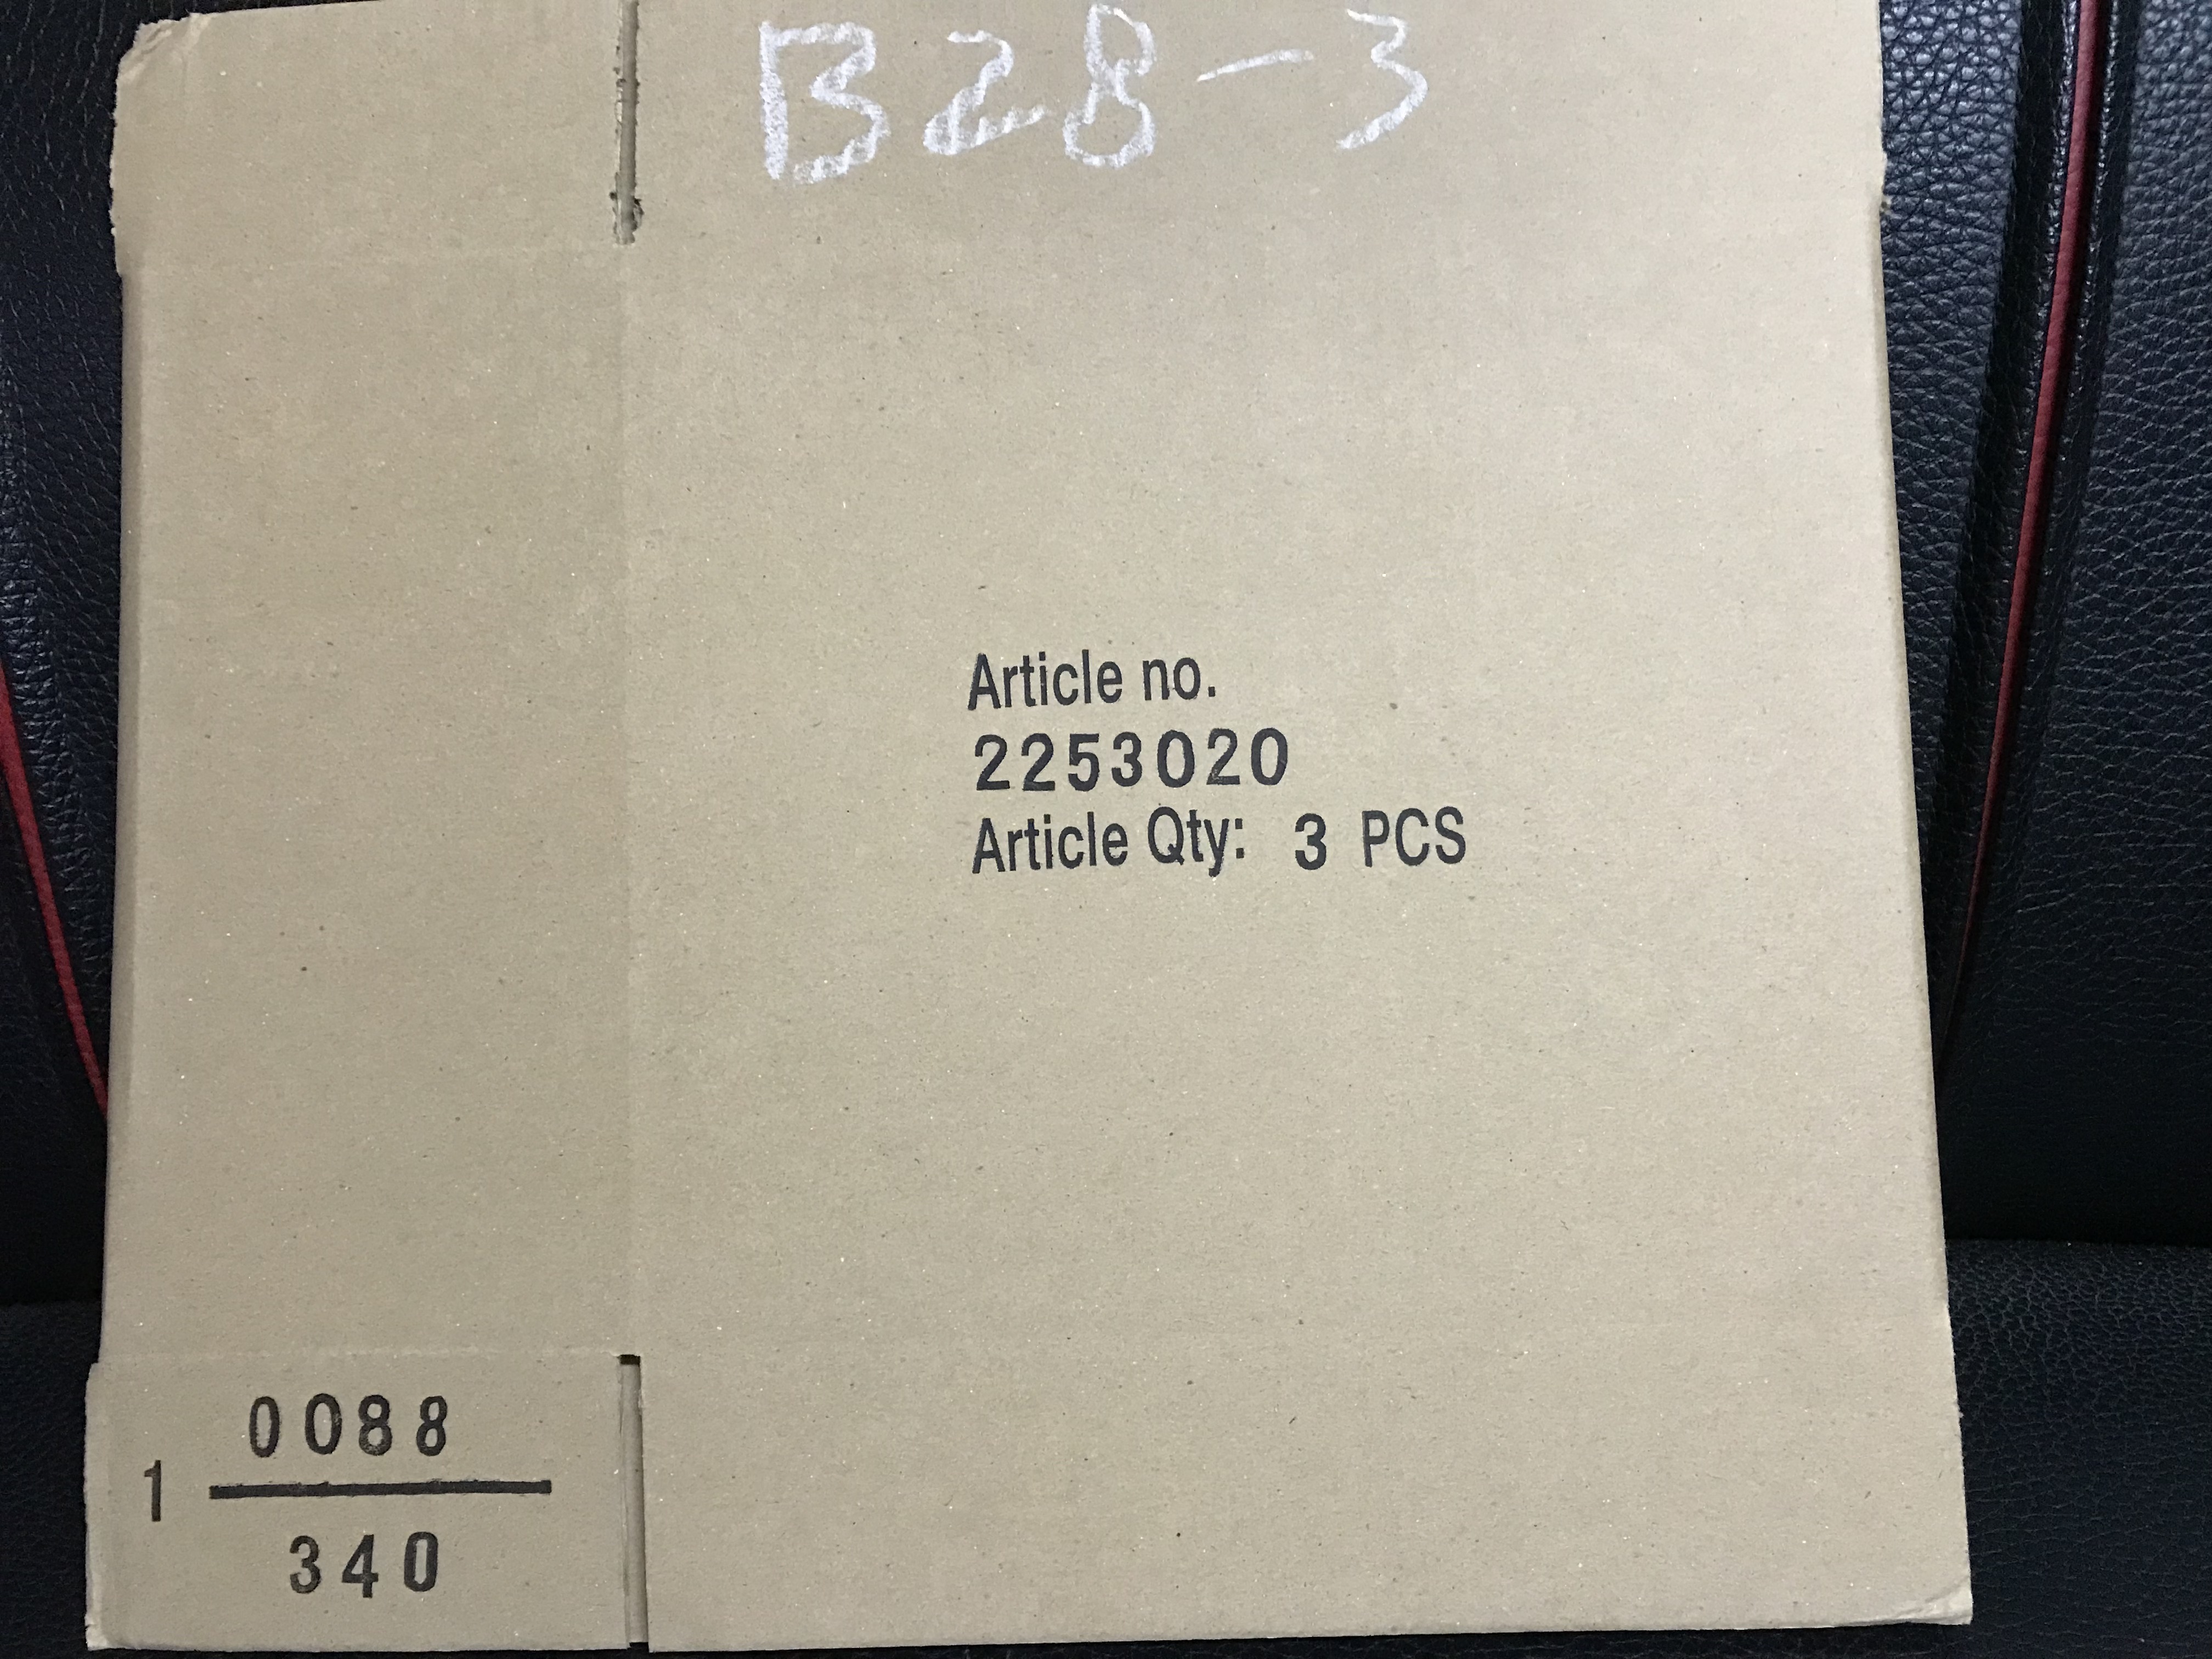 B28-3
Article no.
2253020
Article Qty: 3 PCS
0088
1
340